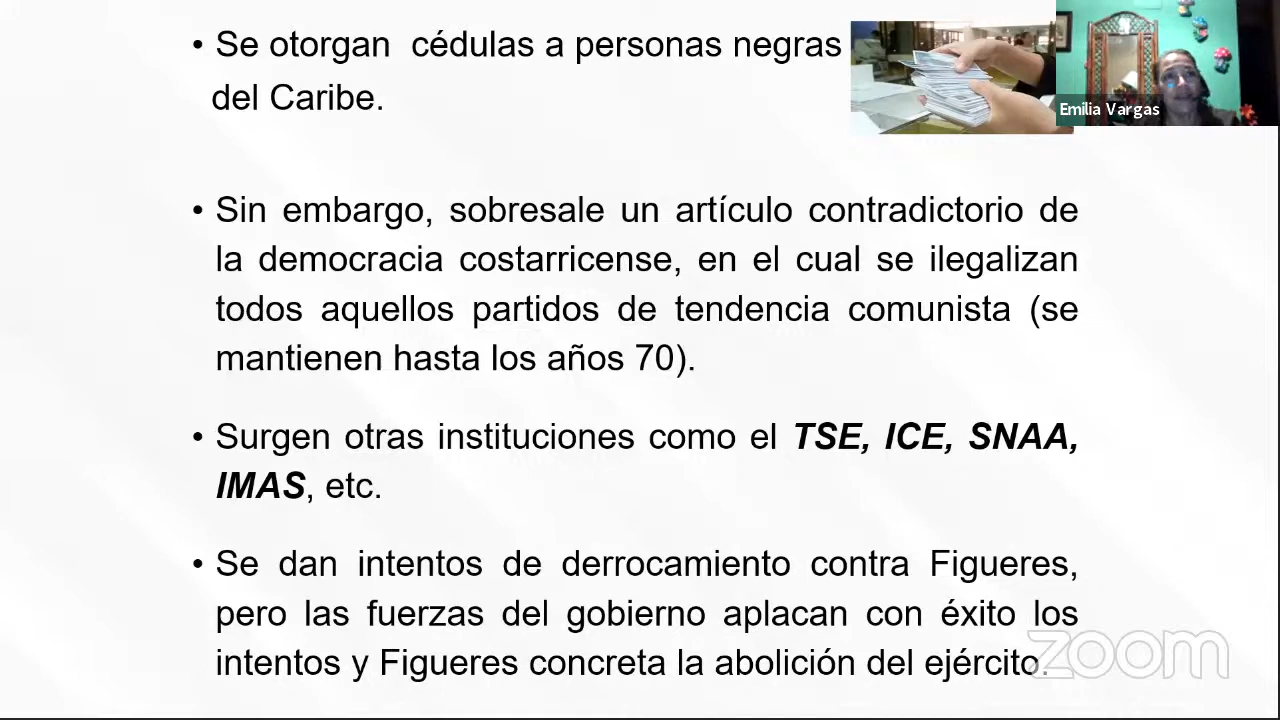 • Se otorgan cédulas a personas negras
del Caribe.
Emilia Vargas
• Sin embargo, sobresale un artículo contradictorio de
la democracia costarricense, en el cual se ilegalizan
todos aquellos partidos de tendencia comunista (se
mantienen hasta los años 70).
• Surgen otras instituciones como el TSE, ICE, SNAA,
IMAS, etc.
• Se dan intentos de derrocamiento contra Figueres,
pero las fuerzas del gobierno aplacan con éxito los
intentos y Figueres concreta la abolición del ejército.
zoom